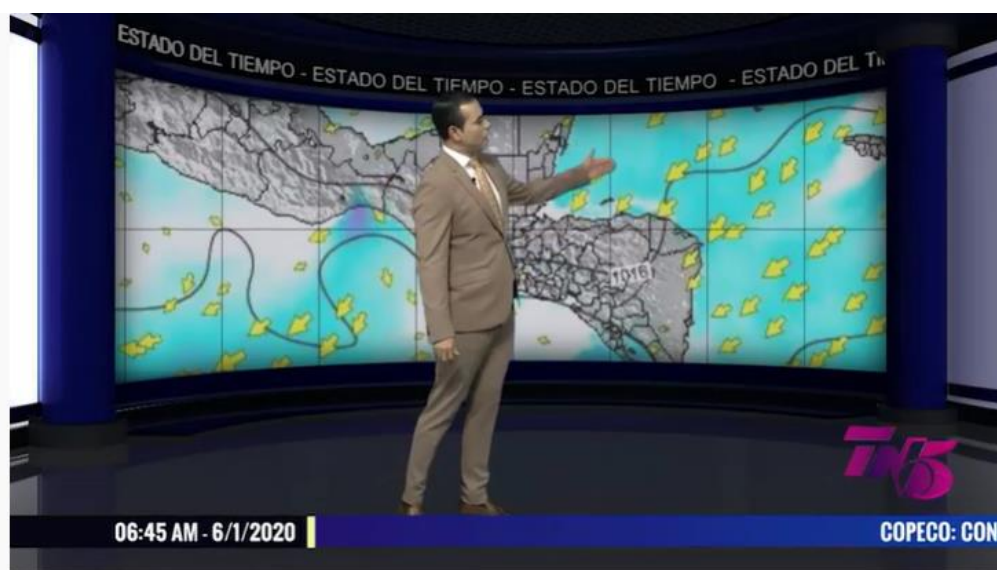 ESTADO DEL TIEMPO - ESTADO DEL TIEMPO - ESTADO DEL TIEMPO - ESTADO DEL
1016
TN5
06:45 AM - 6/1/2020
COPECO: CON